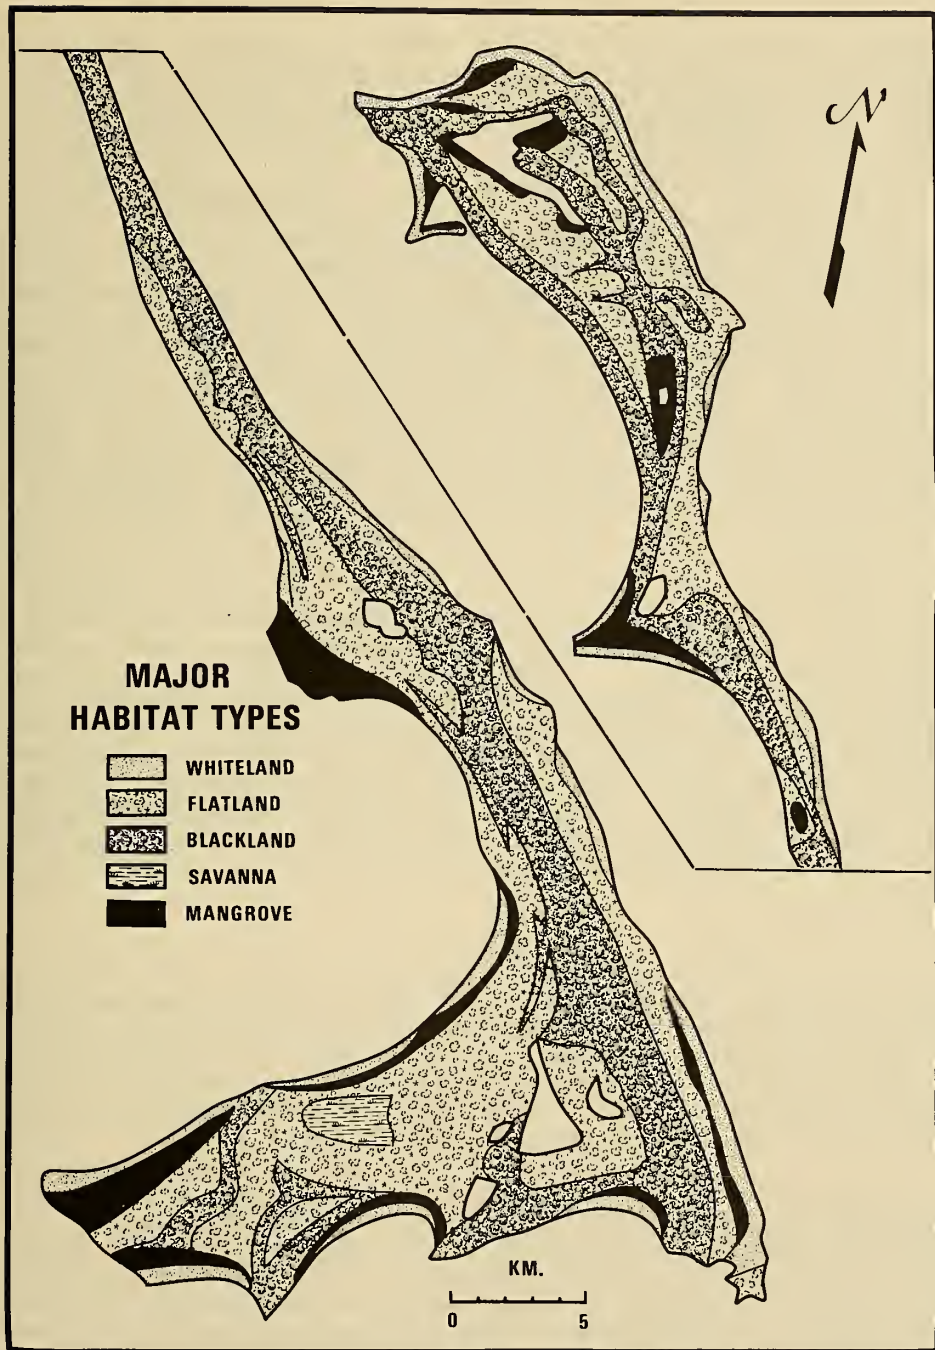 N
MAJOR
HABITAT TYPES
WHITELAND
FLATLAND
BLACKLAND
SAVANNA
MANGROVE
KM.
0 5